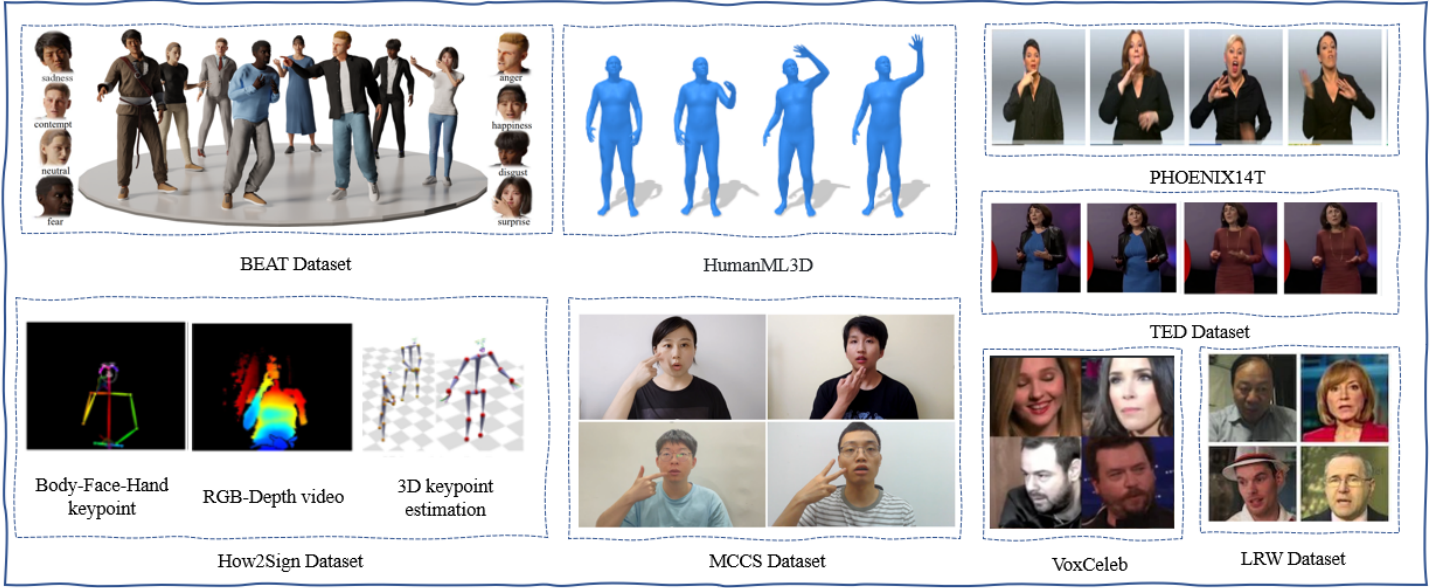 sadness
contempt
neutral
fear
anger
happiness
disgust
surprise
BEAT Dataset
HumanML3D
PHOENIX14T
TED Dataset
Body-Face-Hand
keypoint
RGB-Depth video
3D keypoint
estimation
How2Sign Dataset
MCCS Dataset
VoxCeleb
LRW Dataset